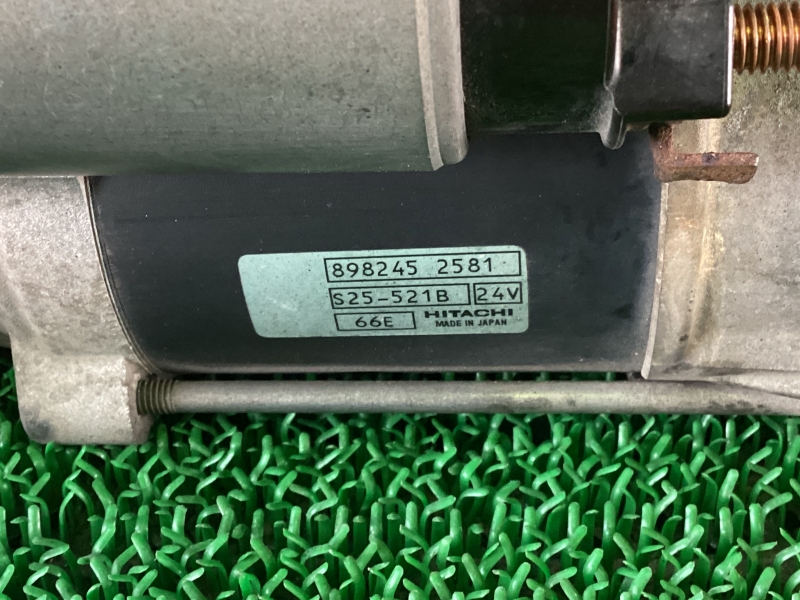 898245 2581
S25-521B 24V
66E HITACHI
MADE IN JAPAN